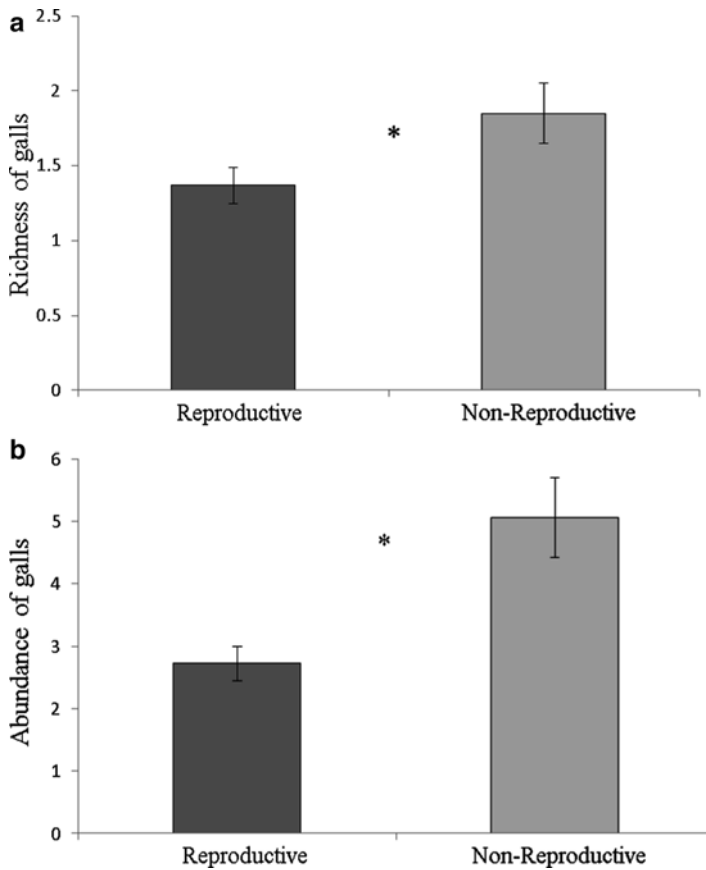 a
Richness of galls
2.5
2
1.5
1
0.5
0
*
Reproductive Non-Reproductive
b
Abundance of galls
6
5
4
3
2
1
0
*
Reproductive Non-Reproductive